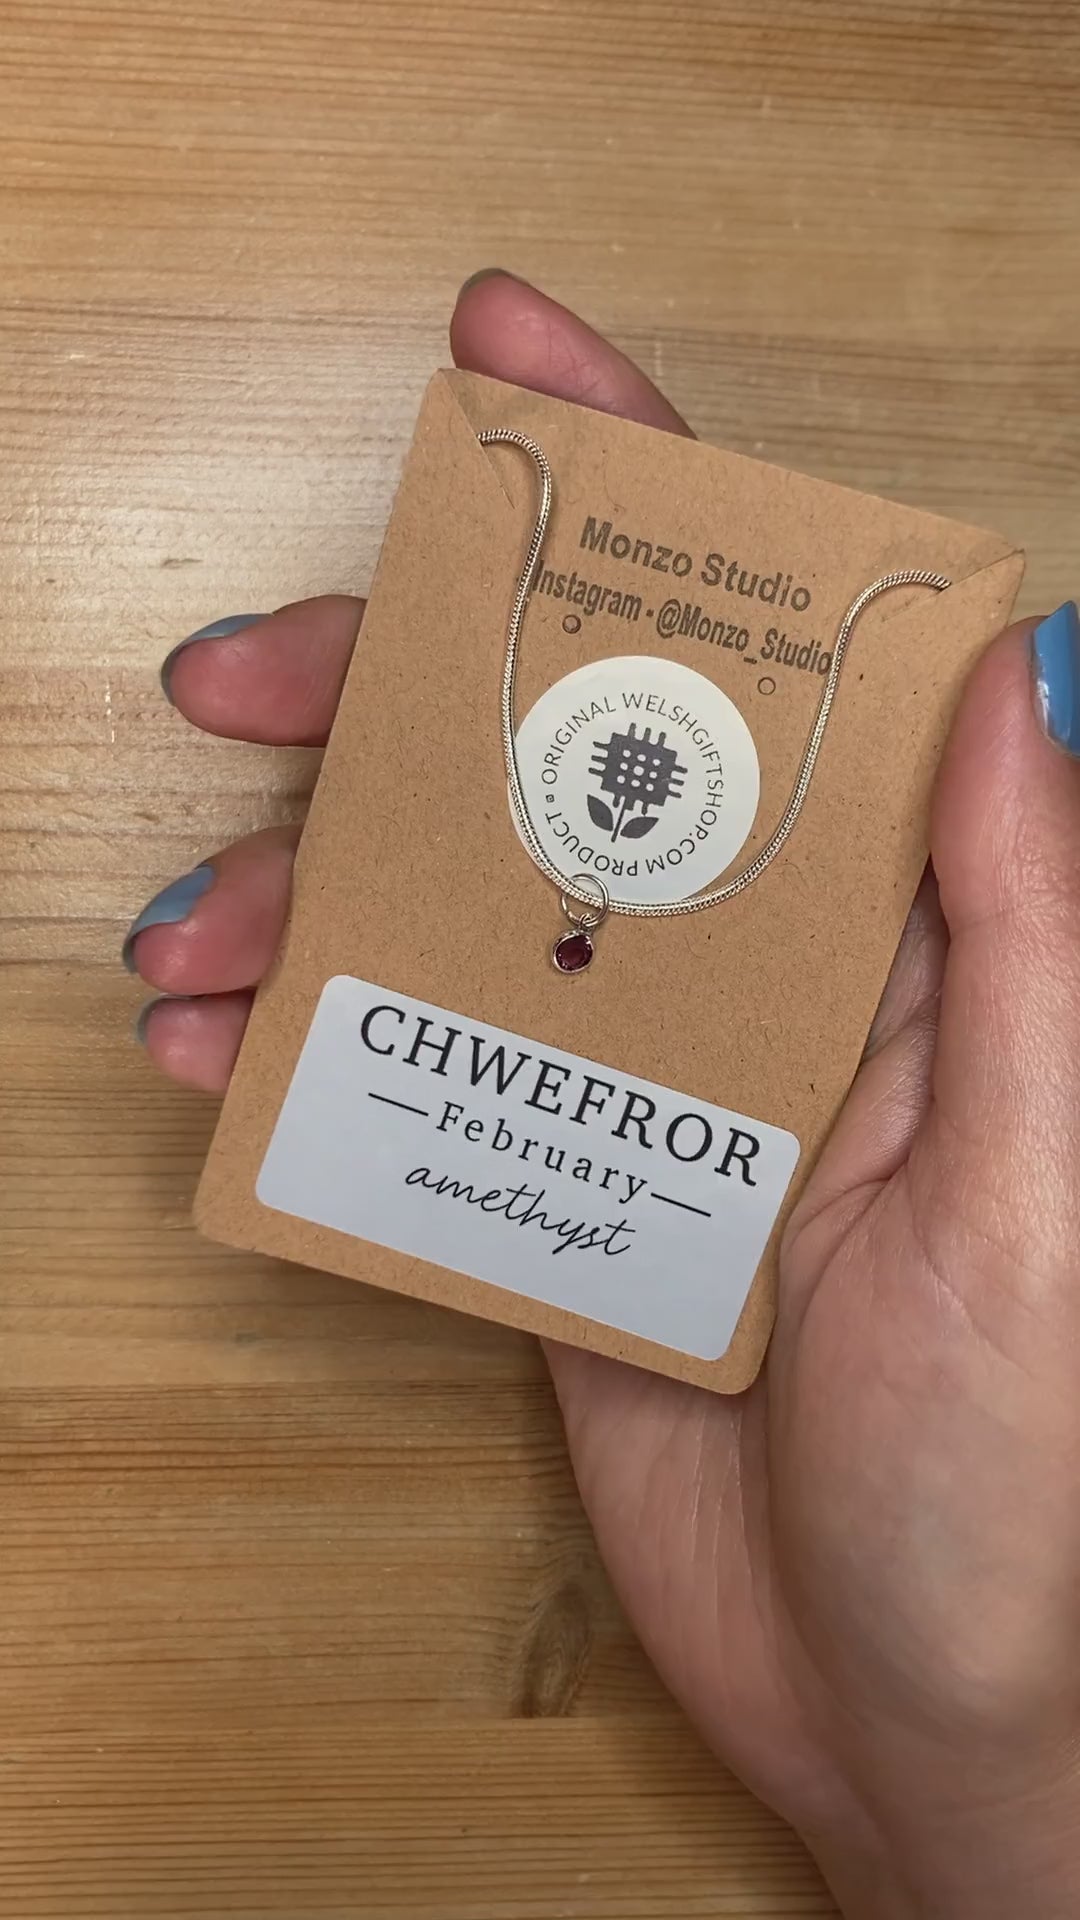 Monzo Studio
Instagram - @Monzo_Studio
ORIGINAL WELSHGIFTSHOP.COM PRODUCT
CHWEFROR
—February—
amethyst